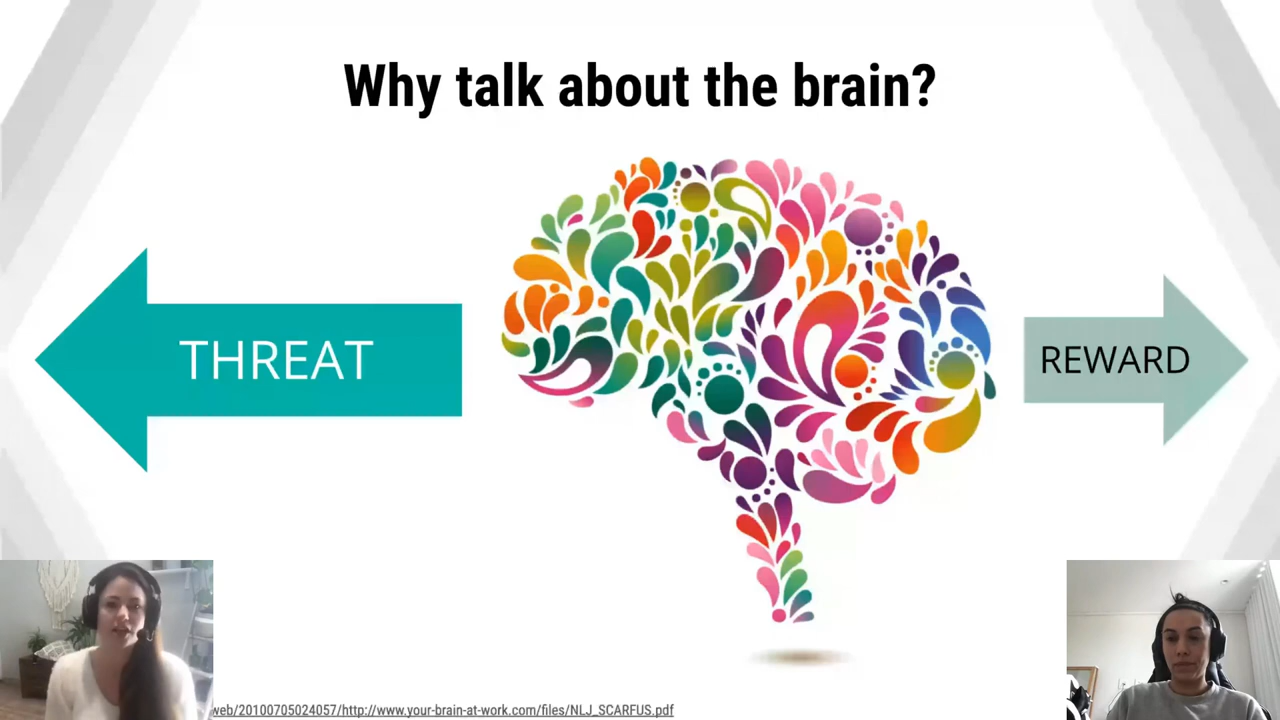 Why talk about the brain?
THREAT
REWARD
web/20100705024057/http://www.your-brain-at-work.com/files/NLJ_SCARFUS.pdf